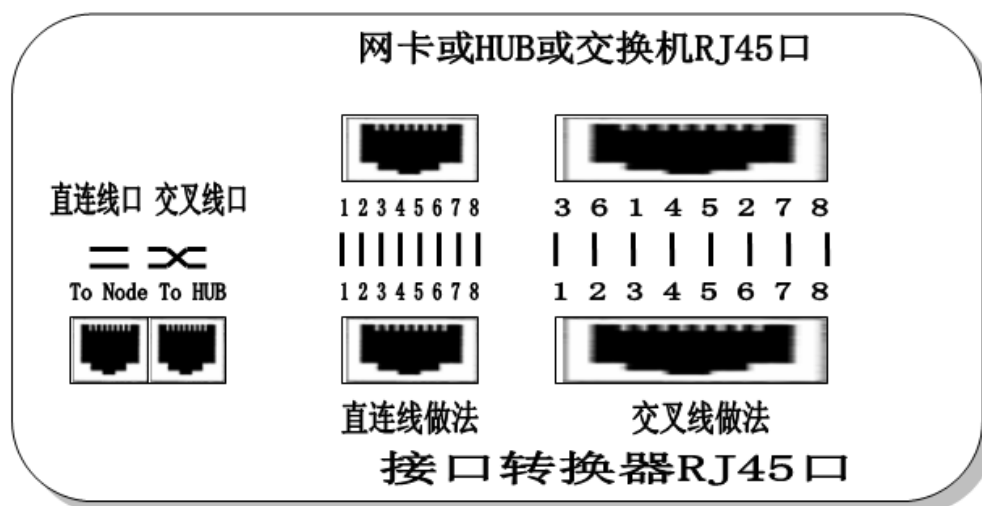 网卡或HUB或交换机RJ45口
直连线口 交叉线口
To Node To HUB
1 2 3 4 5 6 7 8
1 2 3 4 5 6 7 8
直连线做法
3 6 1 4 5 2 7 8
1 2 3 4 5 6 7 8
交叉线做法
接口转换器RJ45口